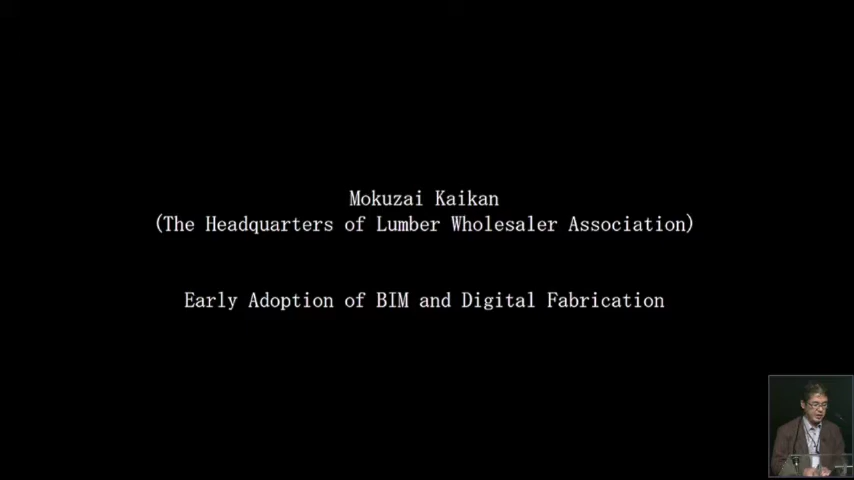 Mokuzai Kaikan
(The Headquarters of Lumber Wholesaler Association)
Early Adoption of BIM and Digital Fabrication